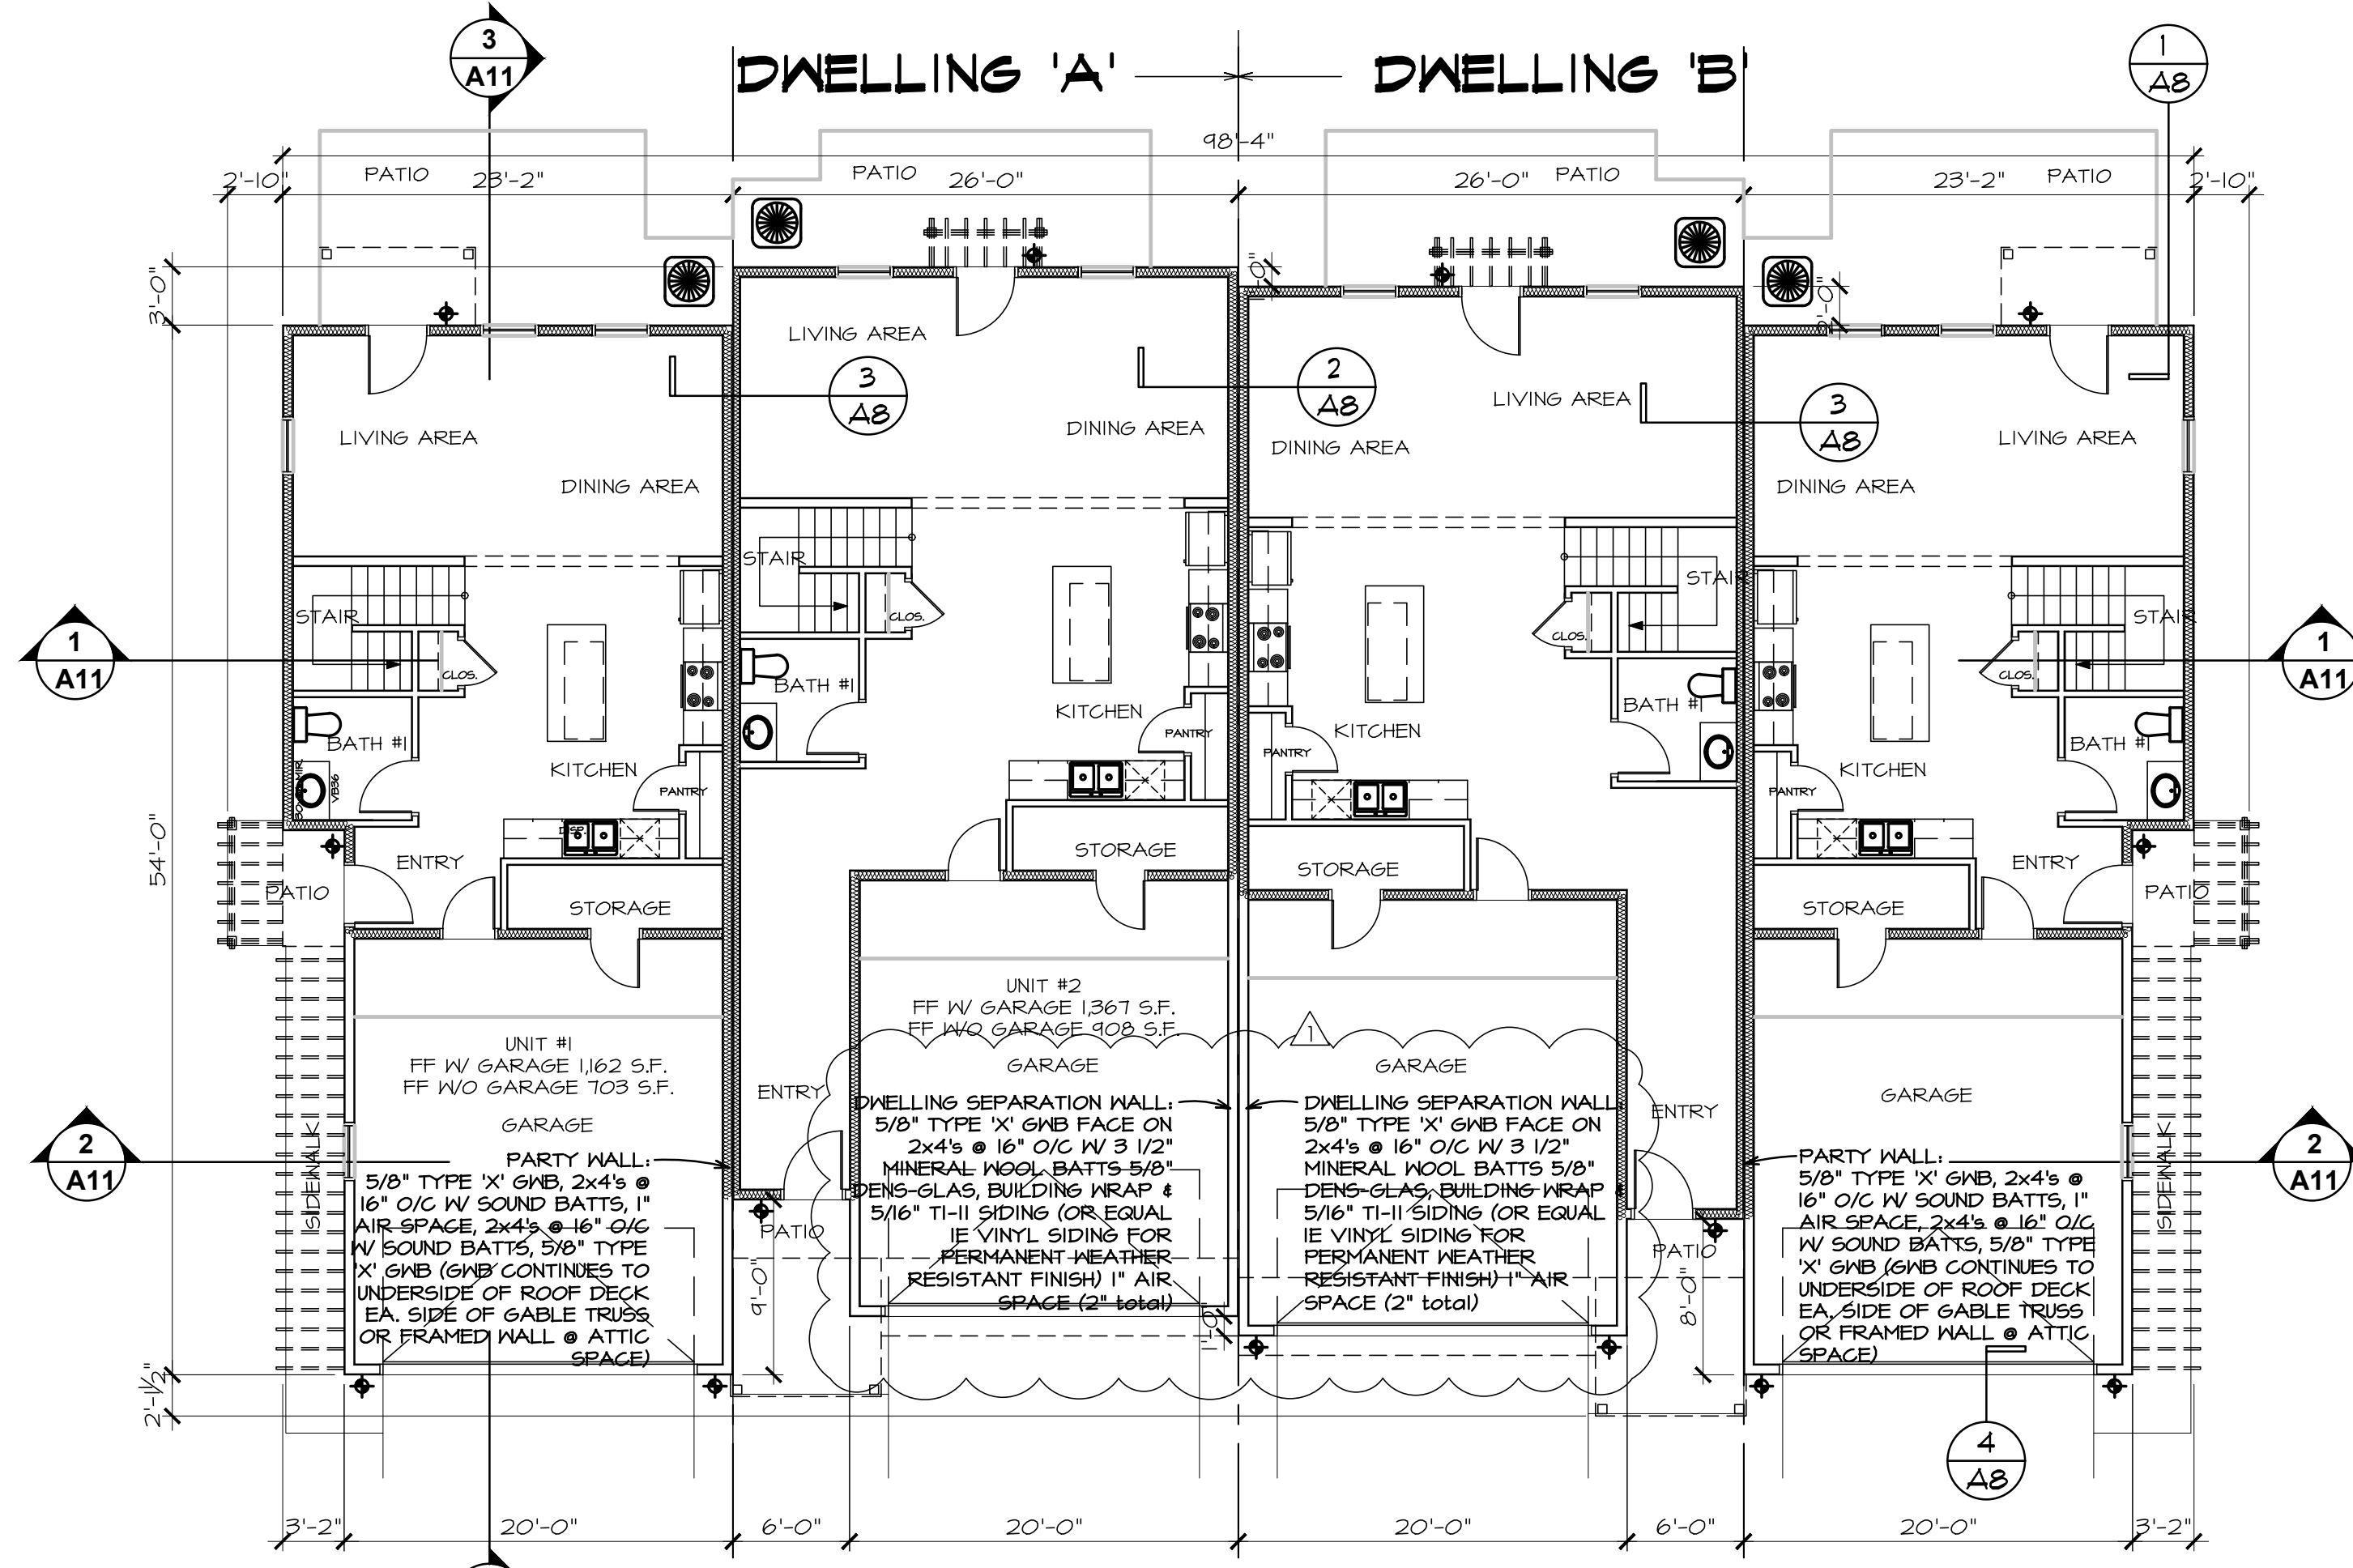 3
A11
DWELLING 'A'
DWELLING 'B'
1
A8
98'-4"
2'-10"
PATIO
23'-2"
PATIO
26'-0"
26'-0"
PATIO
23'-2"
PATIO
2'-10"
3'-0"
2'-0"
LIVING AREA
3
A8
2
A8
LIVING AREA
3
A8
LIVING AREA
DINING AREA
LIVING AREA
DINING AREA
DINING AREA
DINING AREA
STAIR
STAIR
STAIR
STAIR
CLOS.
CLOS.
CLOS.
CLOS.
1
A11
1
A11
BATH #1
BATH #1
BATH #1
BATH #1
KITCHEN
KITCHEN
KITCHEN
KITCHEN
PANTRY
PANTRY
PANTRY
PANTRY
VB36
DISP.
54'-0"
ENTRY
STORAGE
STORAGE
ENTRY
PATIO
PATIO
STORAGE
STORAGE
UNIT #1
FF W/ GARAGE 1,162 S.F.
FF W/O GARAGE 703 S.F.
GARAGE
UNIT #2
FF W/ GARAGE 1,367 S.F.
FF W/O GARAGE 908 S.F.
GARAGE
1
GARAGE
GARAGE
ENTRY
ENTRY
DWELLING SEPARATION WALL:
5/8" TYPE 'X' GWB FACE ON
2x4's @ 16" O/C W/ 3 1/2"
MINERAL WOOL BATTS 5/8"
DENS-GLAS, BUILDING WRAP &
5/16" T1-11 SIDING (OR EQUAL
IE VINYL SIDING FOR
PERMANENT WEATHER
RESISTANT FINISH) 1" AIR
SPACE (2" total)
DWELLING SEPARATION WALL:
5/8" TYPE 'X' GWB FACE ON
2x4's @ 16" O/C W/ 3 1/2"
MINERAL WOOL BATTS 5/8"
DENS-GLAS, BUILDING WRAP &
5/16" T1-11 SIDING (OR EQUAL
IE VINYL SIDING FOR
PERMANENT WEATHER
RESISTANT FINISH) 1" AIR
SPACE (2" total)
2
A11
2
A11
SIDEWALK
SIDEWALK
PARTY WALL:
5/8" TYPE 'X' GWB, 2x4's @
16" O/C W/ SOUND BATTS, 1"
AIR SPACE, 2x4's @ 16" O/C
W/ SOUND BATTS, 5/8" TYPE
'X' GWB (GWB CONTINUES TO
UNDERSIDE OF ROOF DECK
EA. SIDE OF GABLE TRUSS
OR FRAMED WALL @ ATTIC
SPACE)
PARTY WALL:
5/8" TYPE 'X' GWB, 2x4's @
16" O/C W/ SOUND BATTS, 1"
AIR SPACE, 2x4's @ 16" O/C
W/ SOUND BATTS, 5/8" TYPE
'X' GWB (GWB CONTINUES TO
UNDERSIDE OF ROOF DECK
EA. SIDE OF GABLE TRUSS
OR FRAMED WALL @ ATTIC
SPACE)
PATIO
PATIO
9'-0"
1'-0"
8'-0"
2'-1 1/2"
4
A8
3'-2"
20'-0"
6'-0"
20'-0"
20'-0"
6'-0"
20'-0"
3'-2"